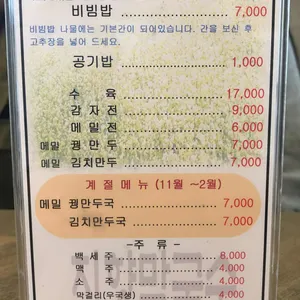 비빔밥 ............ 7,000
비빔밥 나물에는 기본간이 되어있습니다. 간을 보신 후
고추장을 넣어 드세요.
공기밥 ............ 1,000
수 육 ............ 17,000
감 자 전 ............ 9,000
메 밀 전 ............ 6,000
메밀 꿩 만 두 ............ 7,000
메밀 김치만두 ............ 7,000
계 절 메 뉴 (11월 ~2월)
메밀 꿩만두국 ............ 7,000
김치만두국 ............ 7,000
- 주 류 -
백 세 주 ............ 8,000
맥 주 ............ 4,000
소 주 ............ 4,000
막걸리(우국생) ............ 4,000